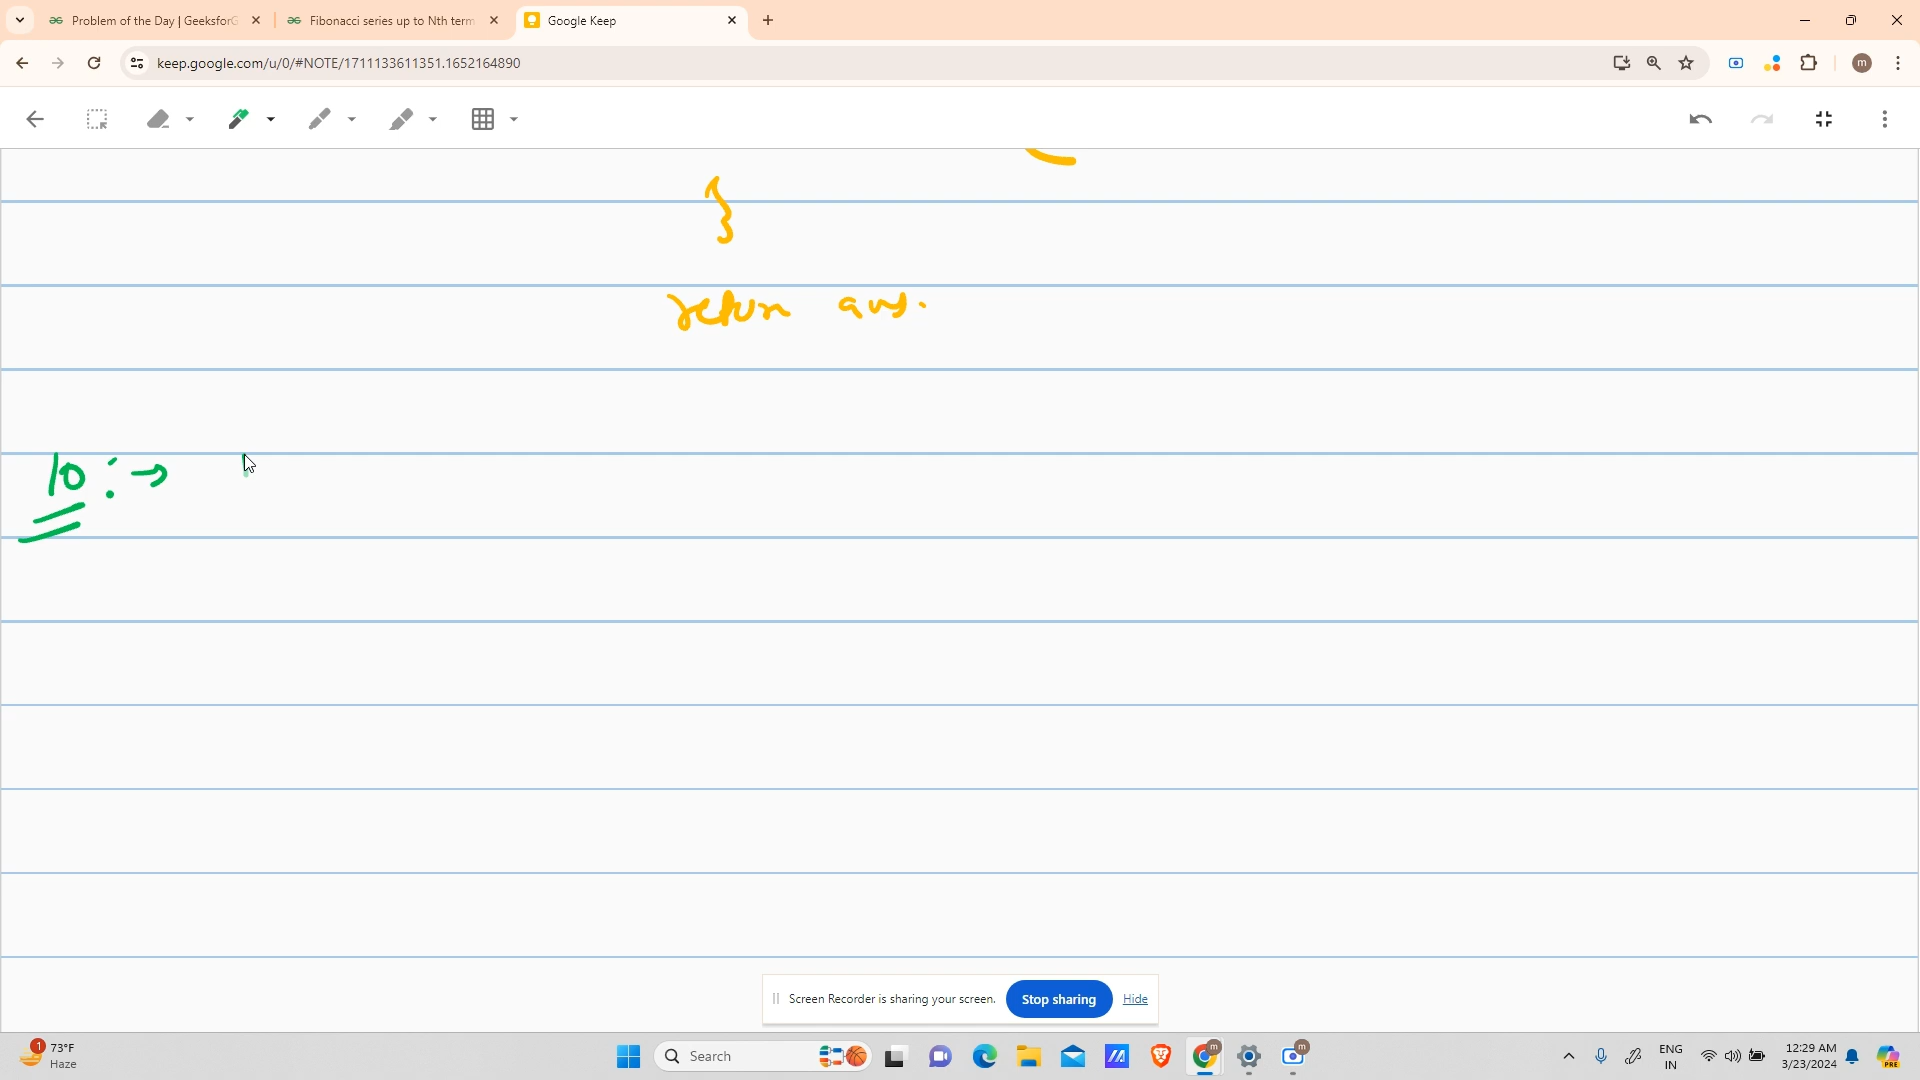 Problem of the Day | GeeksforG
Fibonacci series up to Nth term
Google Keep
keep.google.com/u/0/#NOTE/1711133611351.1652164890
m
}
return ans.
10 : →
Screen Recorder is sharing your screen. Stop sharing Hide
1
73°F
Haze
Search
m
m
ENG
IN
12:29 AM
3/23/2024
PRE